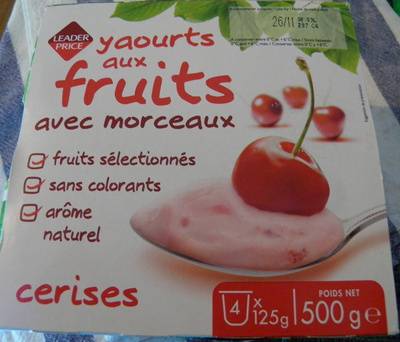 LEADER
PRICE
yaourts
aux
fruits
avec morceaux
fruits sélectionnés
sans colorants
arôme
naturel
cerises
26/11
4 x
125g
POIDS NET
500 g e